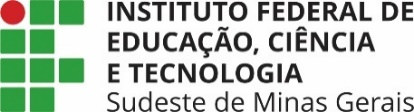 INSTITUTO FEDERAL DE
EDUCAÇÃO, CIÊNCIA
E TECNOLOGIA
Sudeste de Minas Gerais